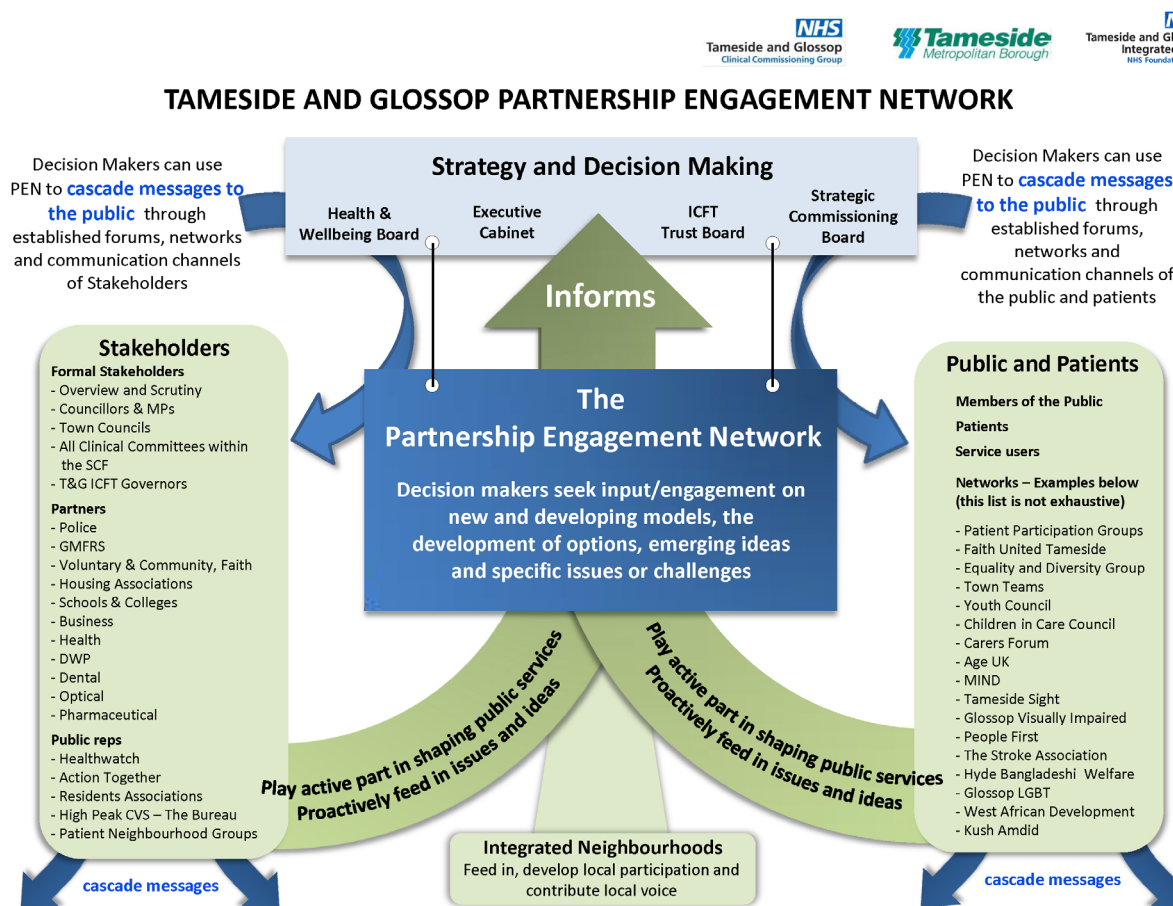 NHS
Tameside and Glossop
Clinical Commissioning Group
Tameside
Metropolitan Borough
Tameside and
Integrated
TAMESIDE AND GLOSSOP PARTNERSHIP ENGAGEMENT NETWORK
Decision Makers can use
PEN to cascade messages to
the public through
established forums, networks
and communication channels
of Stakeholders
Strategy and Decision Making
Health &
Wellbeing Board
Executive
Cabinet
ICFT
Trust Board
Strategic
Commissioning
Board
Decision Makers can use
PEN to cascade messages
to the public through
established forums,
networks and
communication channels of
the public and patients
Informs
Stakeholders
Formal Stakeholders
- Overview and Scrutiny
- Councillors & MPs
- Town Councils
- All Clinical Committees within
the SCF
- T&G ICFT Governors
Partners
- Police
- GMFRS
- Voluntary & Community, Faith
- Housing Associations
- Schools & Colleges
- Business
- Health
- DWP
- Dental
- Optical
- Pharmaceutical
Public reps
- Healthwatch
- Action Together
- Residents Associations
- High Peak CVS – The Bureau
- Patient Neighbourhood Groups
cascade messages
The
Partnership Engagement Network
Decision makers seek input/engagement on
new and developing models, the
development of options, emerging ideas
and specific issues or challenges
Play active part in shaping public services
Proactively feed in issues and ideas
Play active part in shaping public services
Proactively feed in issues and ideas
Integrated Neighbourhoods
Feed in, develop local participation and
contribute local voice
Public and Patients
Members of the Public
Patients
Service users
Networks – Examples below
(this list is not exhaustive)
- Patient Participation Groups
- Faith United Tameside
- Equality and Diversity Group
- Town Teams
- Youth Council
- Children in Care Council
- Carers Forum
- Age UK
- MIND
- Tameside Sight
- Glossop Visually Impaired
- People First
- The Stroke Association
- Hyde Bangladeshi Welfare
- Glossop LGBT
- West African Development
- Kush Amdid
cascade messages